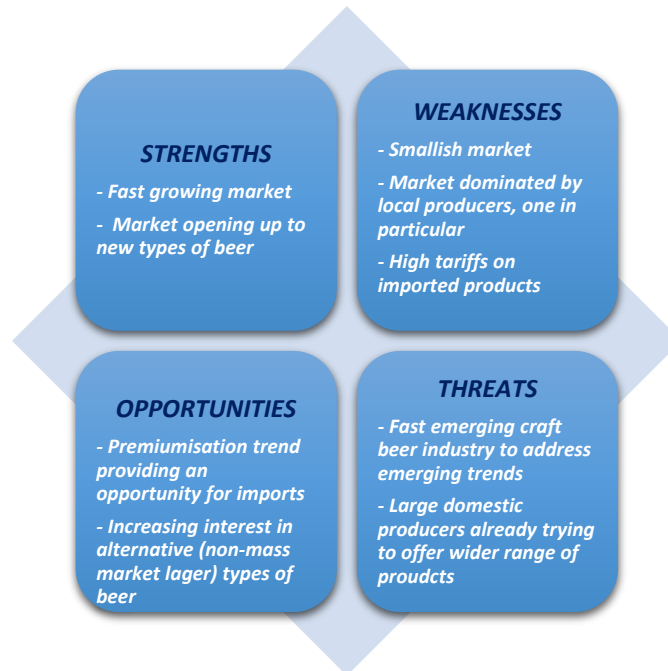 STRENGTHS
- Fast growing market
- Market opening up to
new types of beer
WEAKNESSES
- Smallish market
- Market dominated by
local producers, one in
particular
- High tariffs on
imported products
OPPORTUNITIES
- Premiumisation trend
providing an
opportunity for imports
- Increasing interest in
alternative (non-mass
market lager) types of
beer
THREATS
- Fast emerging craft
beer industry to address
emerging trends
- Large domestic
producers already trying
to offer wider range of
proudcts